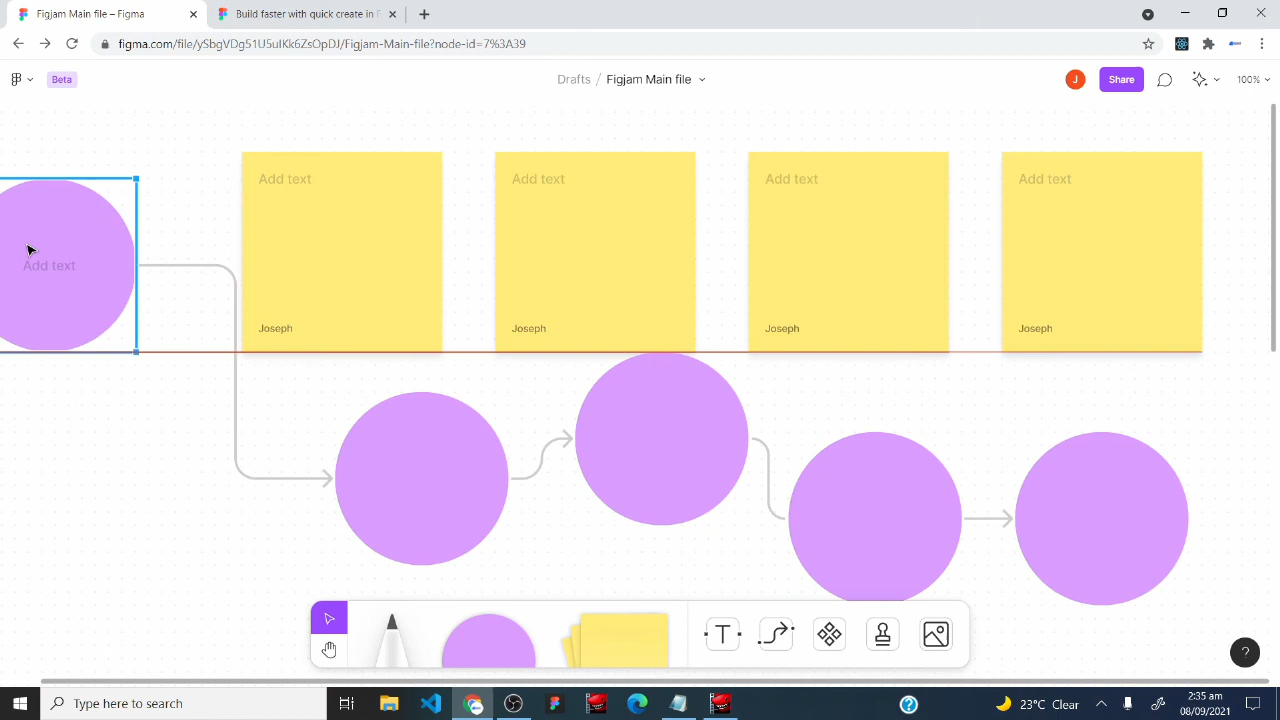 Figjam Main file – Figma
Build faster with quick create in F
figma.com/file/ySbgVDg51U5uIKk6ZsOpDJ/Figjam-Main-file?node-id=7%3A39
Beta
Drafts / Figjam Main file
J
Share
100%
Add text
Add text
Add text
Add text
Add text
Joseph
Joseph
Joseph
Joseph
T
?
Type here to search
23°C Clear
2:35 am
08/09/2021